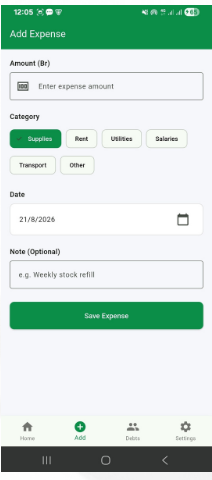 12:05
Add Expense
Amount (Br)
Enter expense amount
Category
Supplies Rent Utilities Salaries
Transport Other
Date
21/8/2026
Note (Optional)
e.g. Weekly stock refill
Save Expense
Home Add Debts Settings